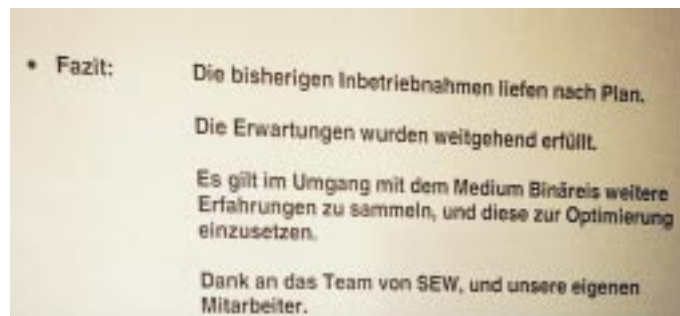 • Fazit: Die bisherigen Inbetriebnahmen liefen nach Plan.
Die Erwartungen wurden weitgehend erfüllt.
Es gilt im Umgang mit dem Medium Binäreis weitere
Erfahrungen zu sammeln, und diese zur Optimierung
einzusetzen.
Dank an das Team von SEW, und unsere eigenen
Mitarbeiter.